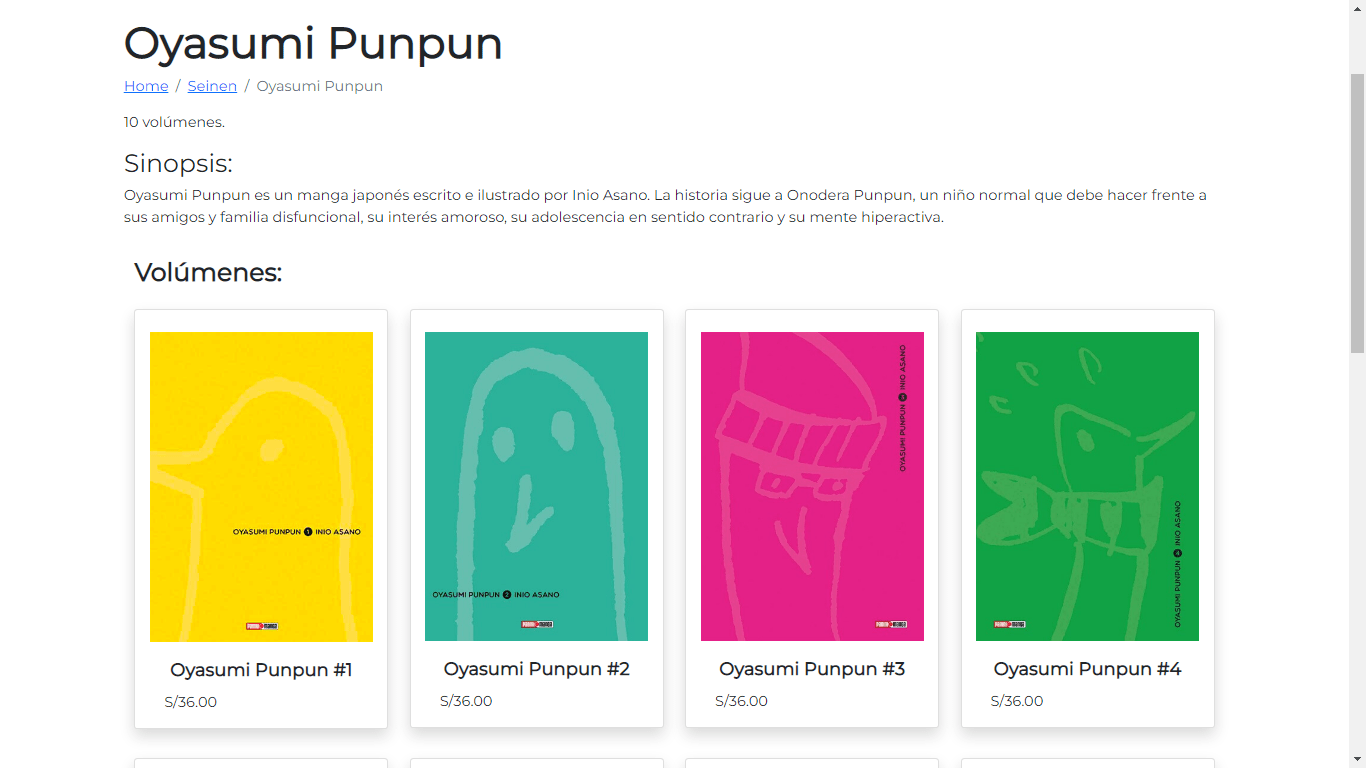 Oyasumi Punpun
Home / Seinen / Oyasumi Punpun
10 volúmenes.
Sinopsis:
Oyasumi Punpun es un manga japonés escrito e ilustrado por Inio Asano. La historia sigue a Onodera Punpun, un niño normal que debe hacer frente a
sus amigos y familia disfuncional, su interés amoroso, su adolescencia en sentido contrario y su mente hiperactiva.
Volúmenes:
OYASUMI PUNPUN 1 INIO ASANO
Oyasumi Punpun #1
S/36.00
OYASUMI PUNPUN 2 INIO ASANO
Oyasumi Punpun #2
S/36.00
OYASUMI PUNPUN 3 INIO ASANO
Oyasumi Punpun #3
S/36.00
OYASUMI PUNPUN 4 INIO ASANO
Oyasumi Punpun #4
S/36.00